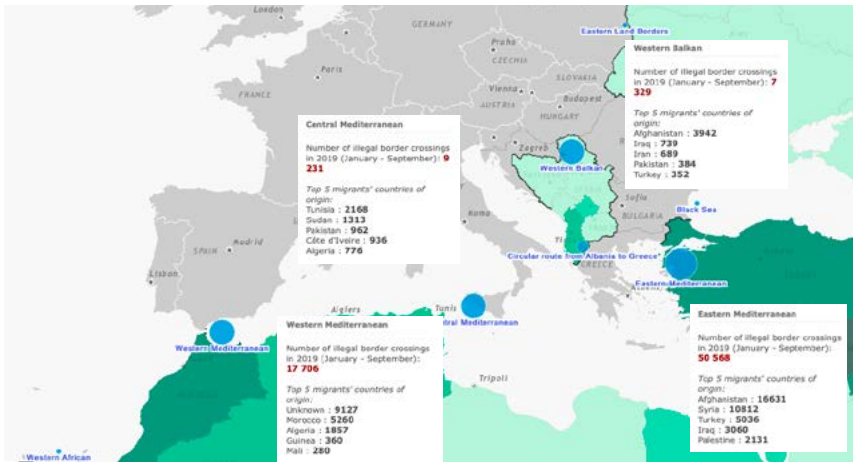 London
GERMANY
Eastern Land Borders
Praha
CZECHIA
Paris
SLOVAKIA
FRANCE
Vienna
AUSTRIA
Budapest
HUNGARY
Zagreb
Western Balkan
Roma
Sofia
BULGARIA
Black Sea
Circular route from Albania to Greece
GREECE
Eastern Mediterranean
SPAIN
Madrid
Lisbon
Algiers
Tunis
Central Mediterranean
Western Mediterranean
Tripoli
Western African
Central Mediterranean
Number of illegal border crossings
in 2019 (January - September): 9
231
Top 5 migrants' countries of
origin:
Tunisia : 2168
Sudan : 1313
Pakistan : 962
Côte d'Ivoire : 936
Algeria : 776
Western Balkan
Number of illegal border crossings
in 2019 (January - September): 7
329
Top 5 migrants' countries of
origin:
Afghanistan : 3942
Iraq : 739
Iran : 689
Pakistan : 384
Turkey : 352
Western Mediterranean
Number of illegal border crossings
in 2019 (January - September):
17 706
Top 5 migrants' countries of
origin:
Unknown : 9127
Morocco : 5260
Algeria : 1857
Guinea : 360
Mali : 280
Eastern Mediterranean
Number of illegal border crossings
in 2019 (January - September):
50 568
Top 5 migrants' countries of
origin:
Afghanistan : 16631
Syria : 10812
Turkey : 5036
Iraq : 3060
Palestine : 2131